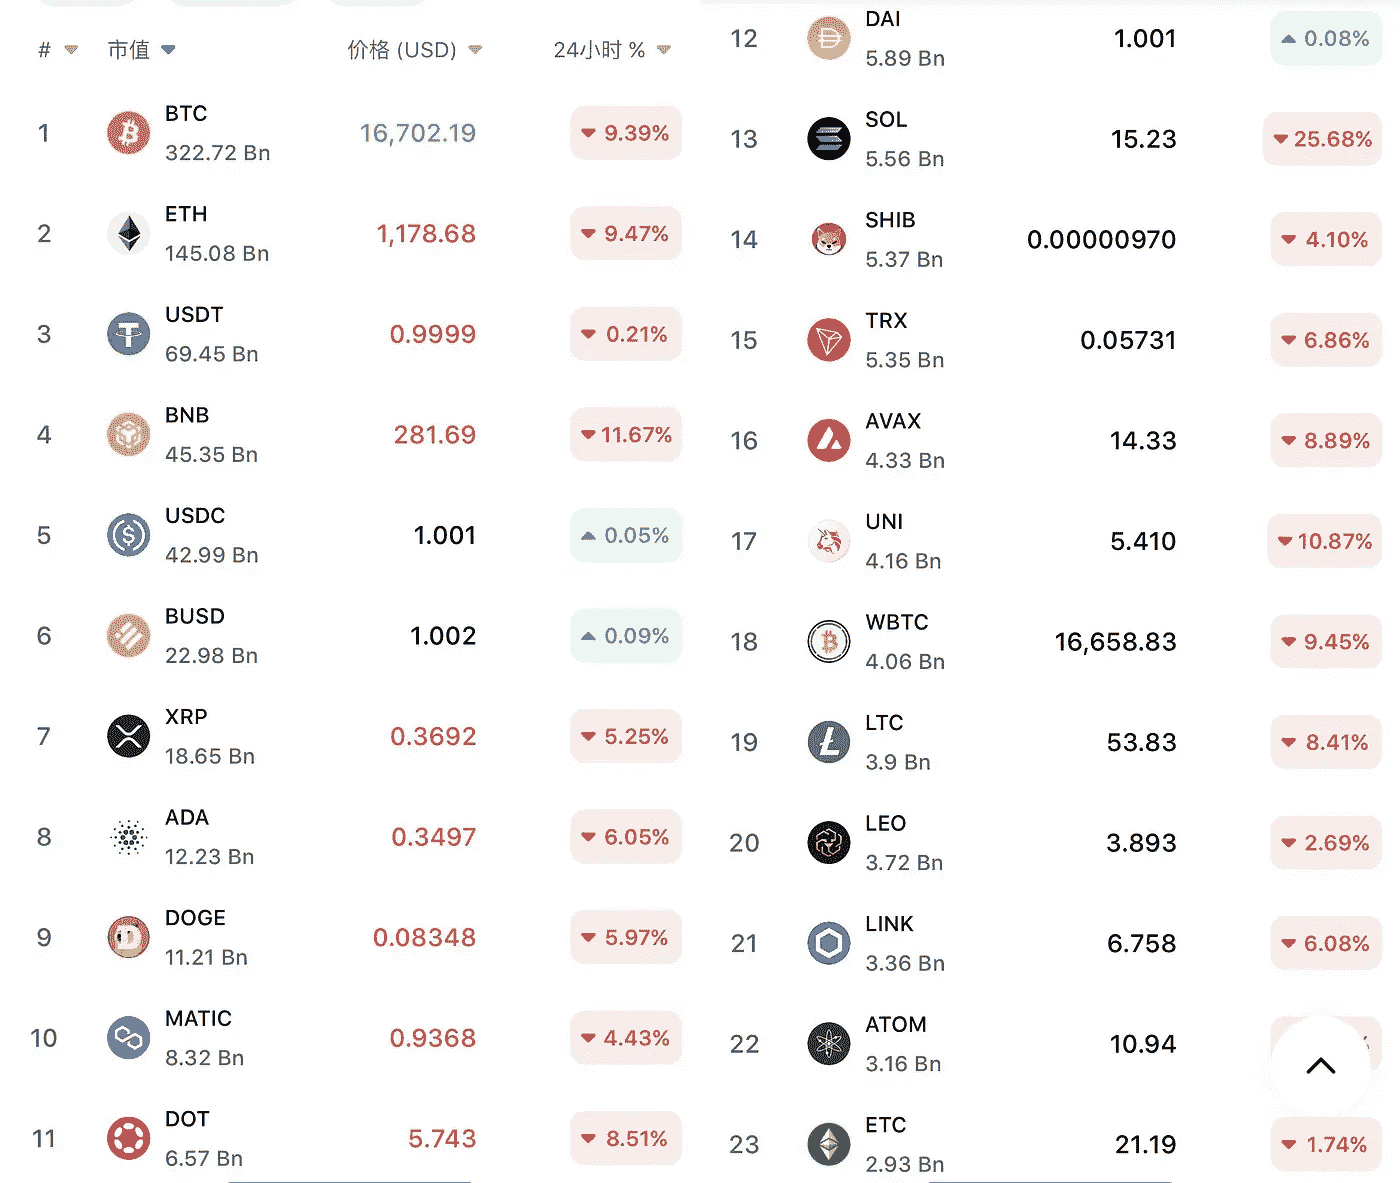 # 市值 价格 (USD) 24小时 %
1 BTC 16,702.19 9.39%
322.72 Bn
2 ETH 1,178.68 9.47%
145.08 Bn
3 USDT 0.9999 0.21%
69.45 Bn
4 BNB 281.69 11.67%
45.35 Bn
5 USDC 1.001 0.05%
42.99 Bn
6 BUSD 1.002 0.09%
22.98 Bn
7 XRP 0.3692 5.25%
18.65 Bn
8 ADA 0.3497 6.05%
12.23 Bn
9 DOGE 0.08348 5.97%
11.21 Bn
10 MATIC 0.9368 4.43%
8.32 Bn
11 DOT 5.743 8.51%
6.57 Bn
12 DAI 1.001 0.08%
5.89 Bn
13 SOL 15.23 25.68%
5.56 Bn
14 SHIB 0.00000970 4.10%
5.37 Bn
15 TRX 0.05731 6.86%
5.35 Bn
16 AVAX 14.33 8.89%
4.33 Bn
17 UNI 5.410 10.87%
4.16 Bn
18 WBTC 16,658.83 9.45%
4.06 Bn
19 LTC 53.83 8.41%
3.9 Bn
20 LEO 3.893 2.69%
3.72 Bn
21 LINK 6.758 6.08%
3.36 Bn
22 ATOM 10.94
3.16 Bn
23 ETC 21.19 1.74%
2.93 Bn